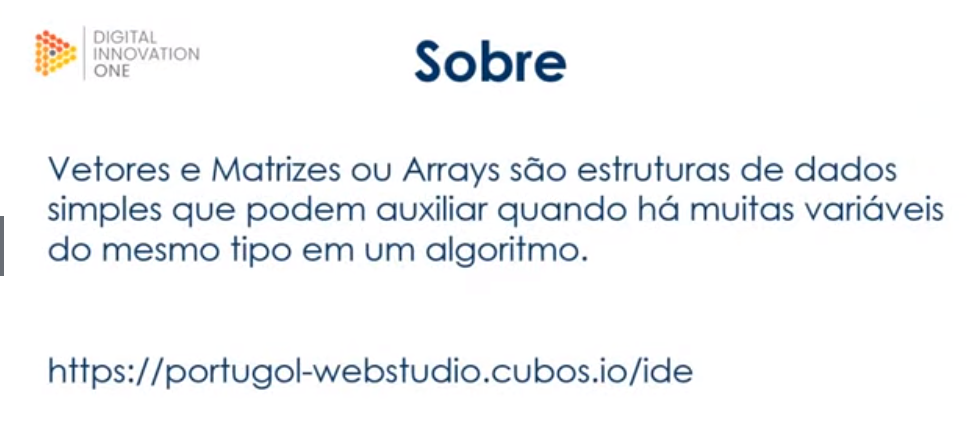 DIGITAL
INNOVATION
ONE
Sobre
Vetores e Matrizes ou Arrays são estruturas de dados
simples que podem auxiliar quando há muitas variáveis
do mesmo tipo em um algoritmo.
https://portugol-webstudio.cubos.io/ide